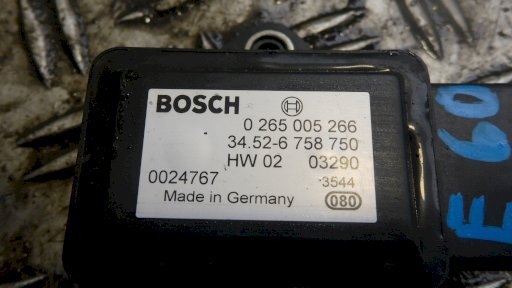 BOSCH
0 265 005 266
34.52-6 758 750
HW 02 03290
0024767 3544
Made in Germany 080
E 60